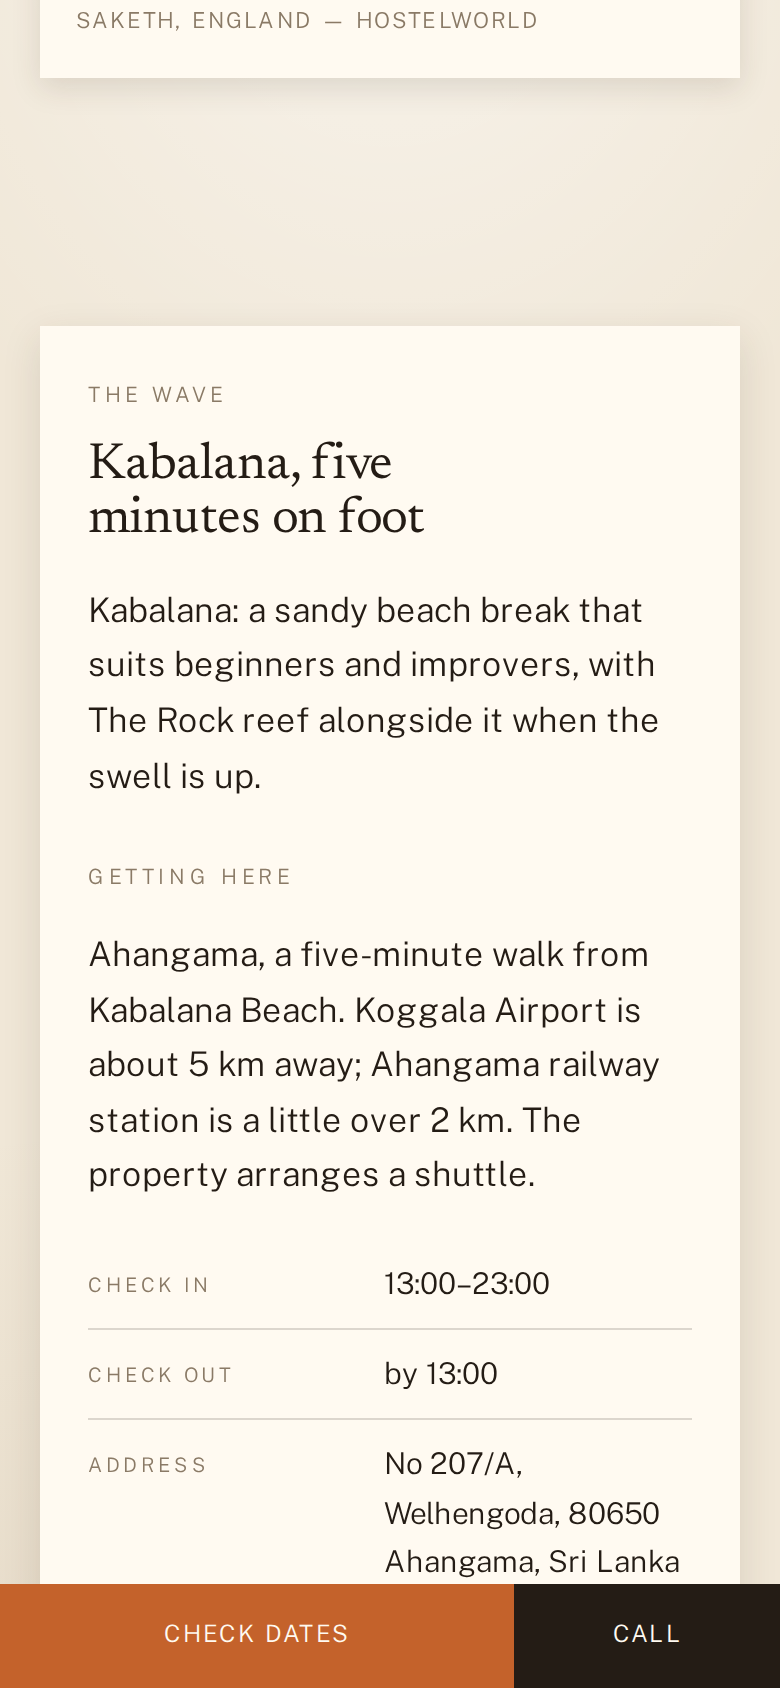 SAKETH, ENGLAND — HOSTELWORLD
THE WAVE
Kabalana, five
minutes on foot
Kabalana: a sandy beach break that
suits beginners and improvers, with
The Rock reef alongside it when the
swell is up.
GETTING HERE
Ahangama, a five-minute walk from
Kabalana Beach. Koggala Airport is
about 5 km away; Ahangama railway
station is a little over 2 km. The
property arranges a shuttle.
CHECK IN 13:00–23:00
CHECK OUT by 13:00
ADDRESS No 207/A,
Welhengoda, 80650
Ahangama, Sri Lanka
CHECK DATES CALL